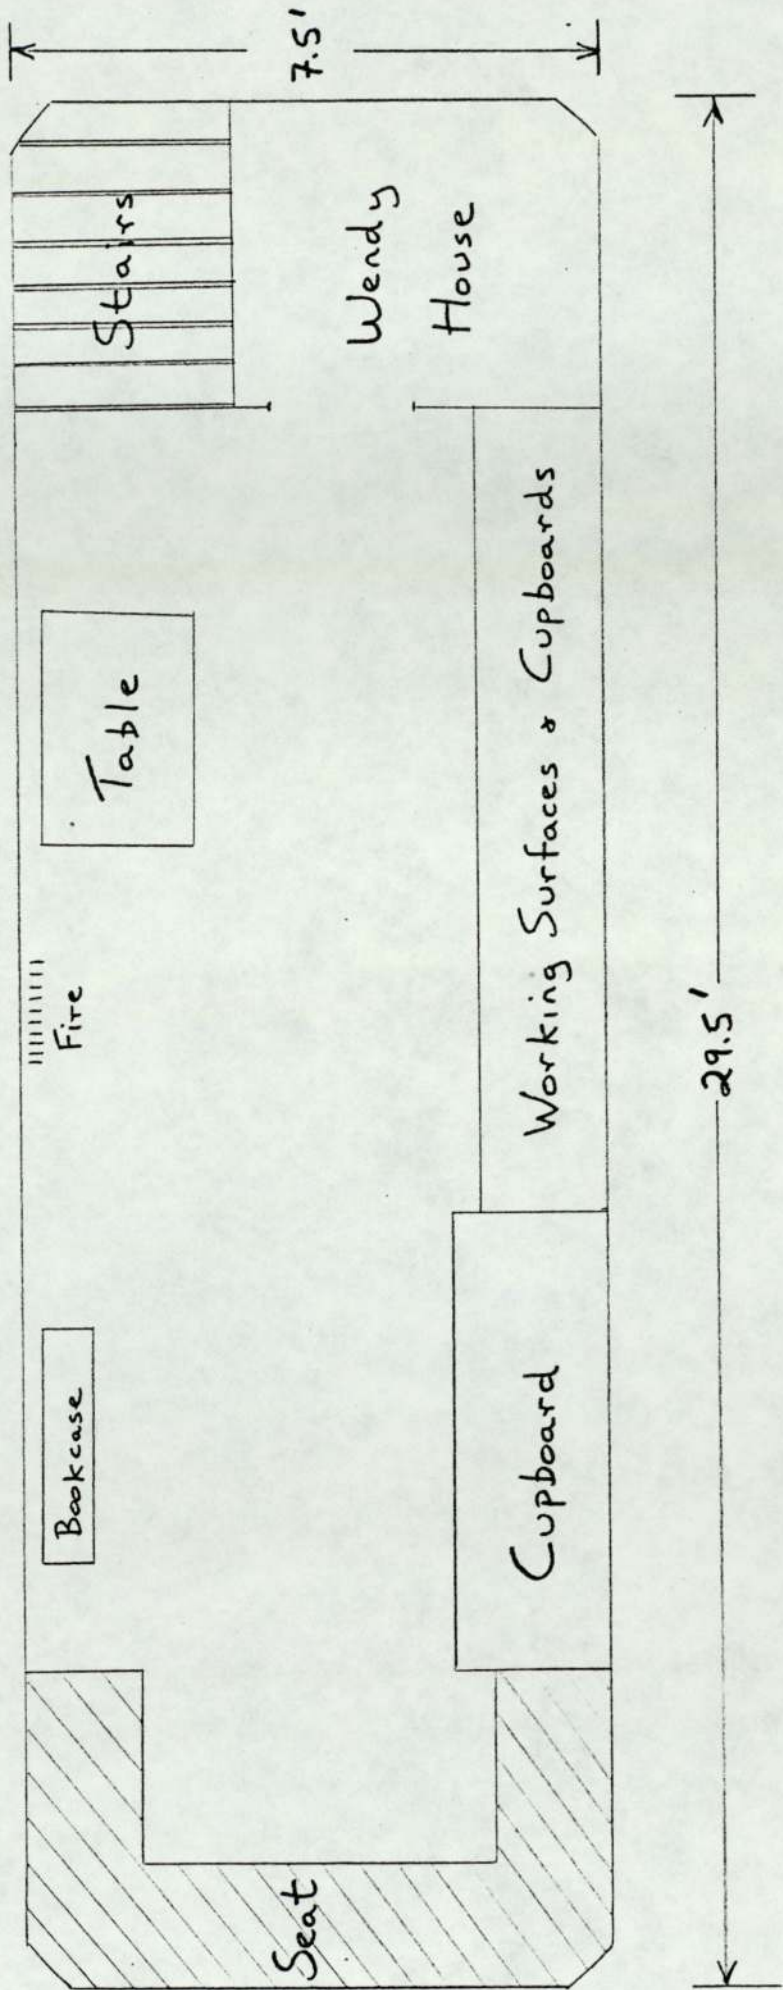 7.5'
Stairs
Wendy
House
Table
Working Surfaces & Cupboards
Fire
29.5'
Bookcase
Cupboard
Seat